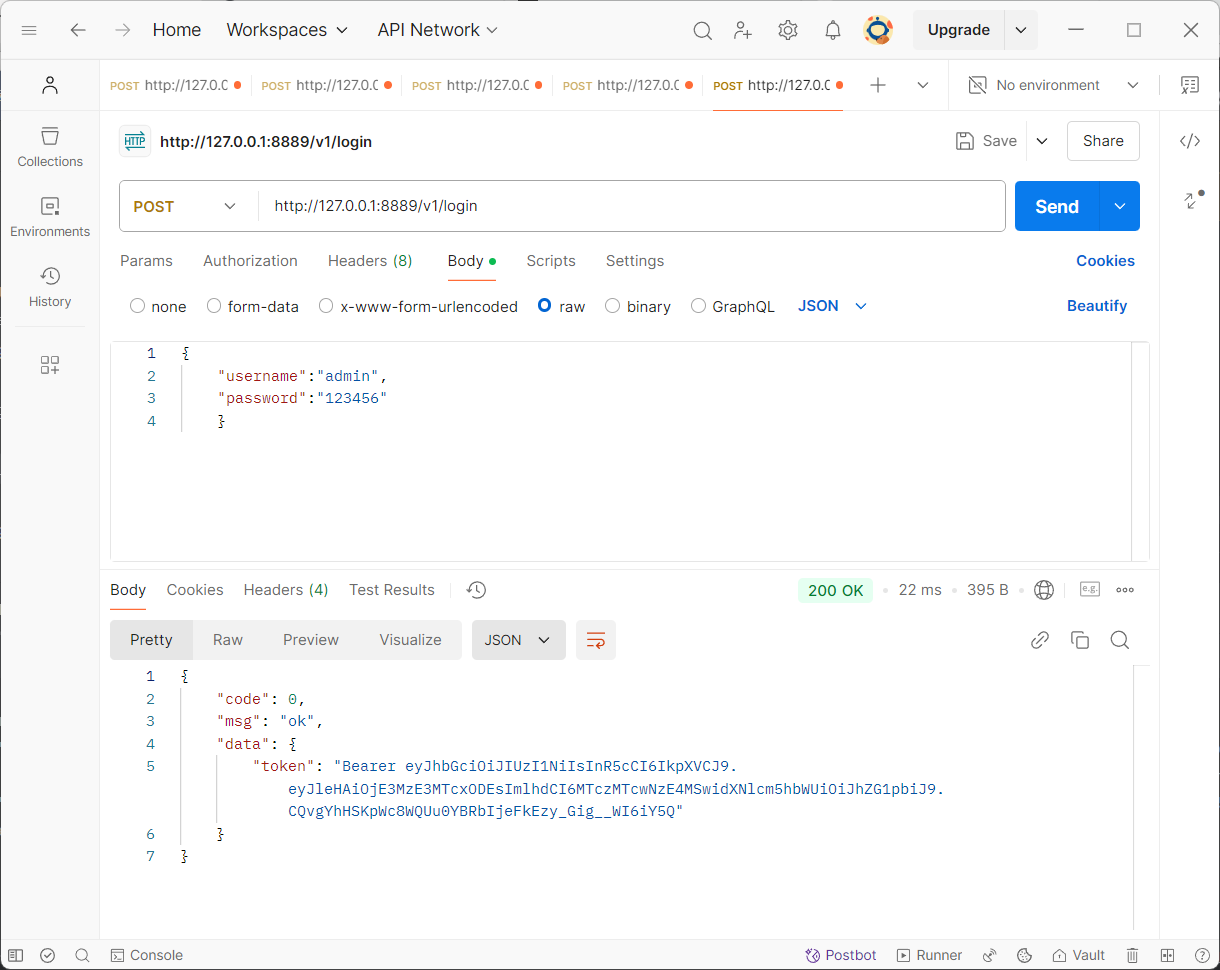 Home Workspaces API Network Upgrade
POST http://127.0.0 POST http://127.0.0 POST http://127.0.0 POST http://127.0.0 POST http://127.0.0 No environment
HTTP http://127.0.0.1:8889/v1/login Save Share
Collections
POST http://127.0.0.1:8889/v1/login Send
Environments
Params Authorization Headers (8) Body Scripts Settings Cookies
History
none form-data x-www-form-urlencoded raw binary GraphQL JSON Beautify
1 {
2 "username":"admin",
3 "password":"123456"
4 }
Body Cookies Headers (4) Test Results 200 OK 22 ms 395 B e.g.
Pretty Raw Preview Visualize JSON
1 {
2 "code": 0,
3 "msg": "ok",
4 "data": {
5 "token": "Bearer eyJhbGciOiJIUzI1NiIsInR5cCI6IkpXVCJ9.
eyJleHAiOjE3MzE3MTcxODEsImlhdCI6MTczMTcwNzE4MSwidXNlcm5hbWUiOiJhZG1pbiJ9.
CQvgYhHSKpWc8WQUu0YBRbIjeFkEzy_Gig__WI6iY5Q"
6 }
7 }
Console Postbot Runner Vault